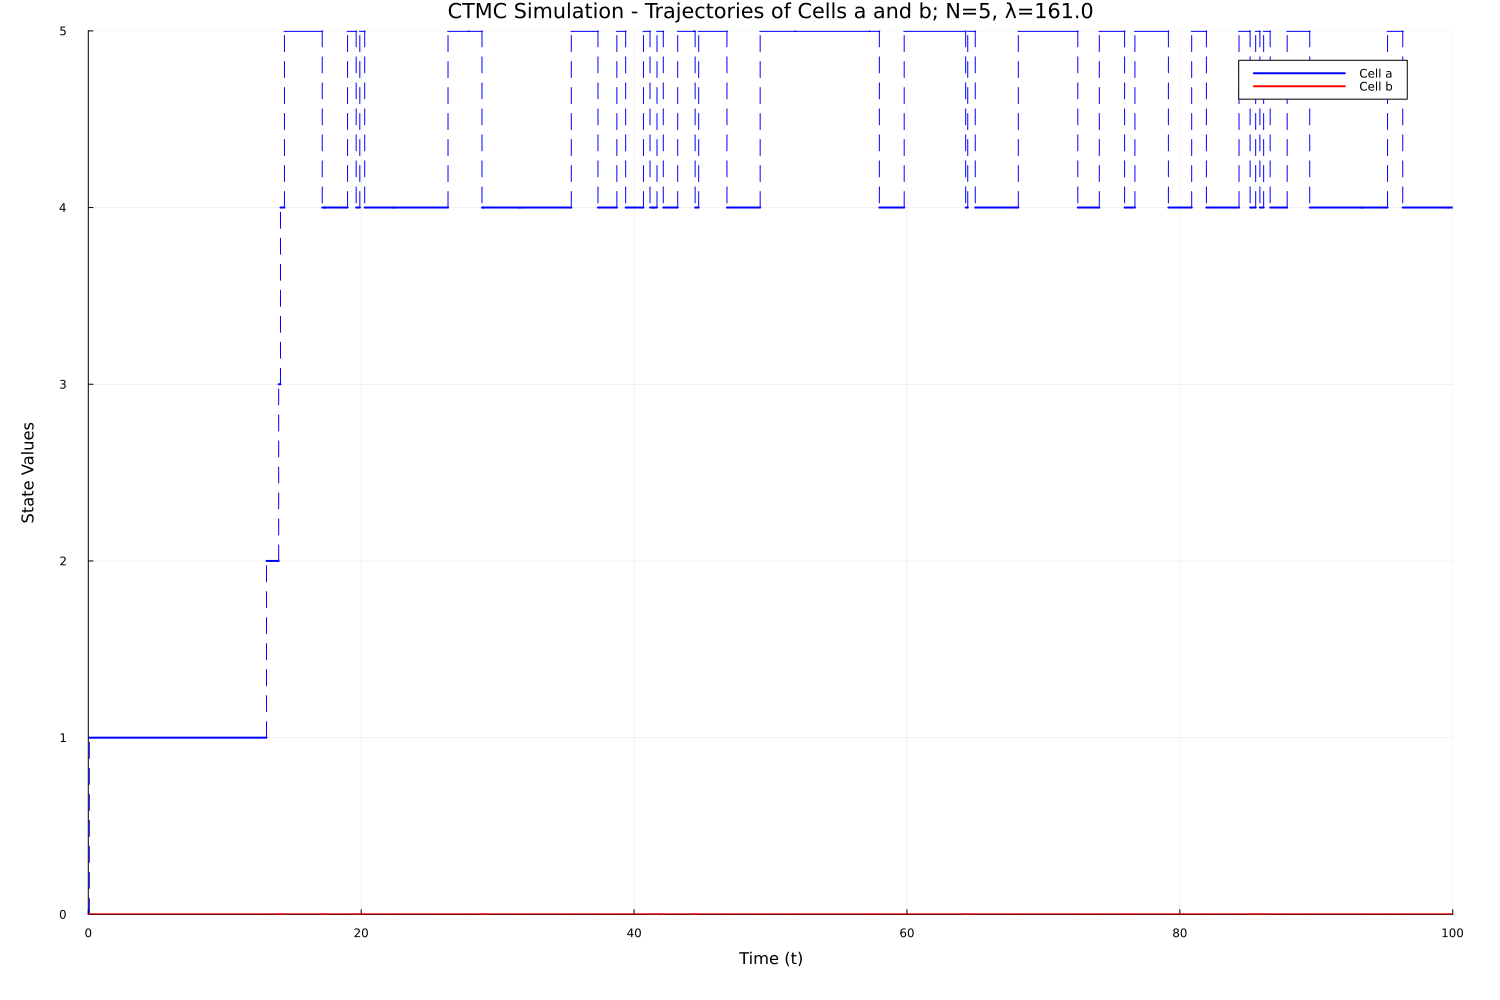 CTMC Simulation - Trajectories of Cells a and b; N=5, λ=161.0
5
Cell a
Cell b
4
3
State Values
2
1
0
0 20 40 60 80 100
Time (t)